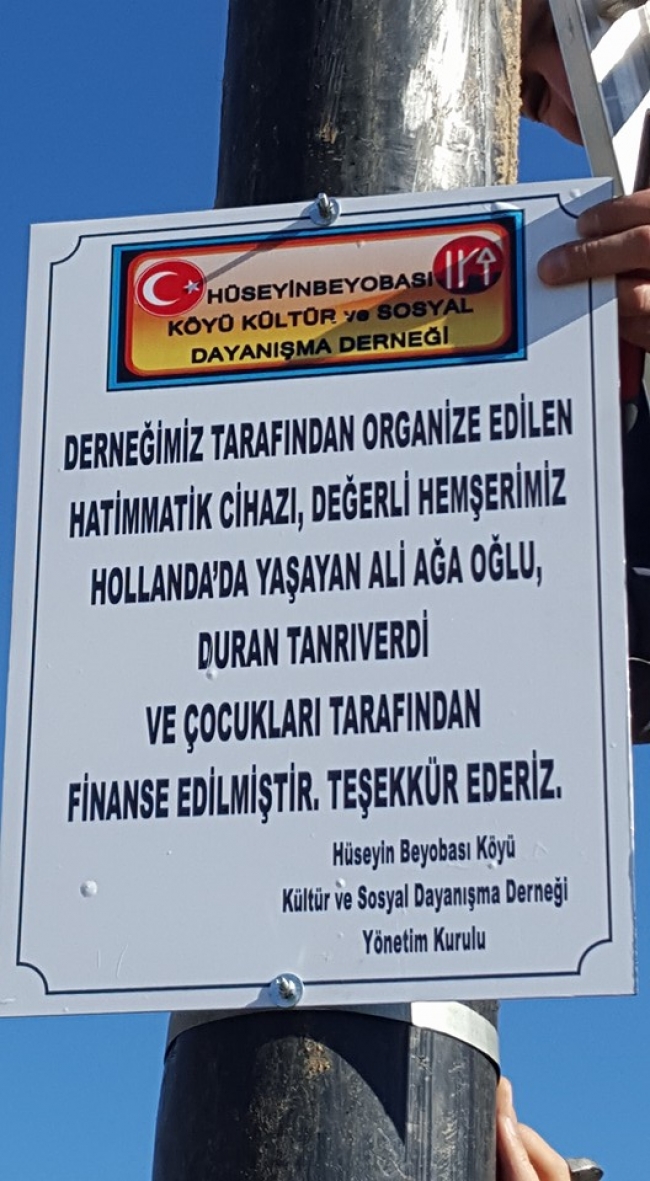 HÜSEYİNBEYOBASI
KÖYÜ KÜLTÜR ve SOSYAL
DAYANIŞMA DERNEĞİ
DERNEĞİMİZ TARAFINDAN ORGANİZE EDİLEN
HATİMMATİK CİHAZI, DEĞERLİ HEMŞERİMİZ
HOLLANDA'DA YAŞAYAN ALİ AĞA OĞLU,
DURAN TANRIVERDİ
VE ÇOCUKLARI TARAFINDAN
FİNANSE EDİLMİŞTİR. TEŞEKKÜR EDERİZ.
Hüseyin Beyobası Köyü
Kültür ve Sosyal Dayanışma Derneği
Yönetim Kurulu